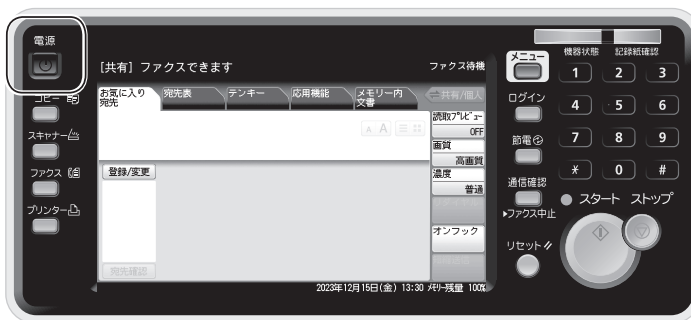 電源
コピー
スキャナー
ファクス
プリンター
[共有] ファクスできます
ファクス待機
お気に入り
宛先
宛先表
テンキー
応用機能
メモリー内
文書
共有/個人
A A
読取プレビュー
OFF
画質
高画質
濃度
普通
登録/変更
オンフック
宛先確認
2023年12月15日(金) 13:30 メモリー残量 100%
機器状態 記録紙確認
メニュー
ログイン
節電
通信確認
▶ファクス中止
リセット
1 2 3
4 5 6
7 8 9
* 0 #
スタート ストップ